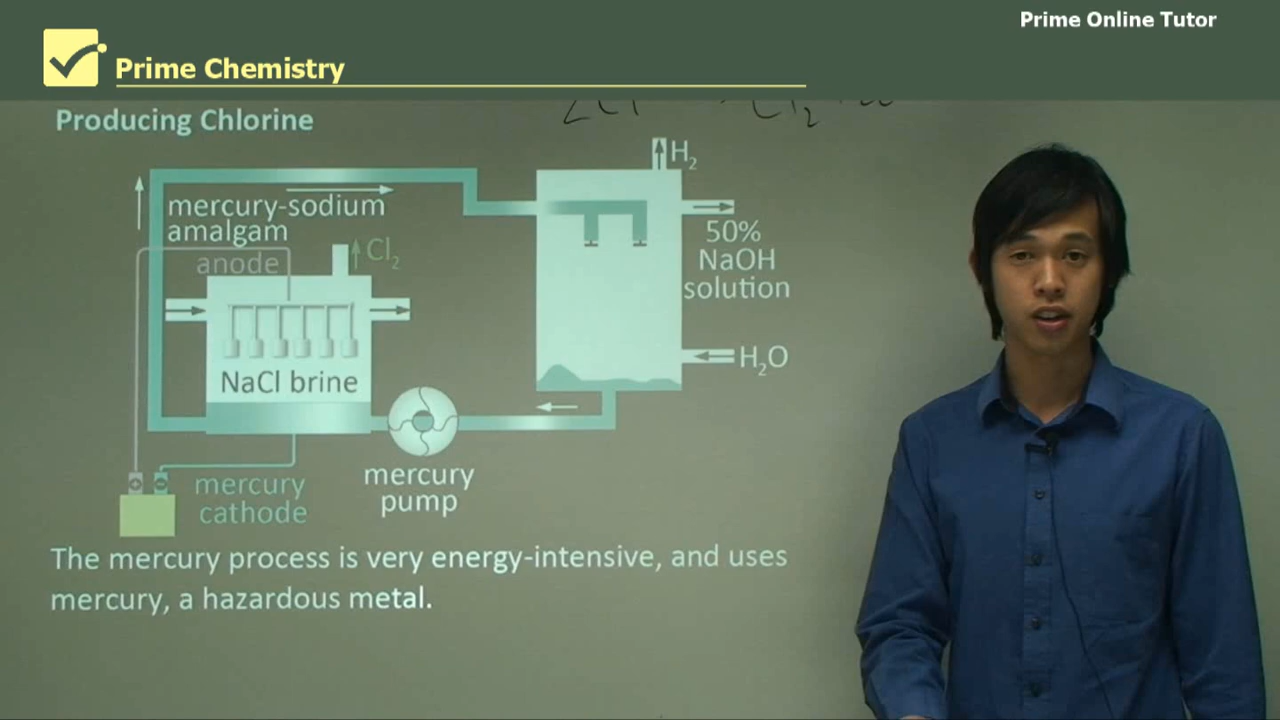 Prime Online Tutor
Prime Chemistry
Producing Chlorine
H₂
mercury-sodium
amalgam
anode
Cl₂
50%
NaOH
solution
NaCl brine
H₂O
mercury
pump
mercury
cathode
The mercury process is very energy-intensive, and uses
mercury, a hazardous metal.